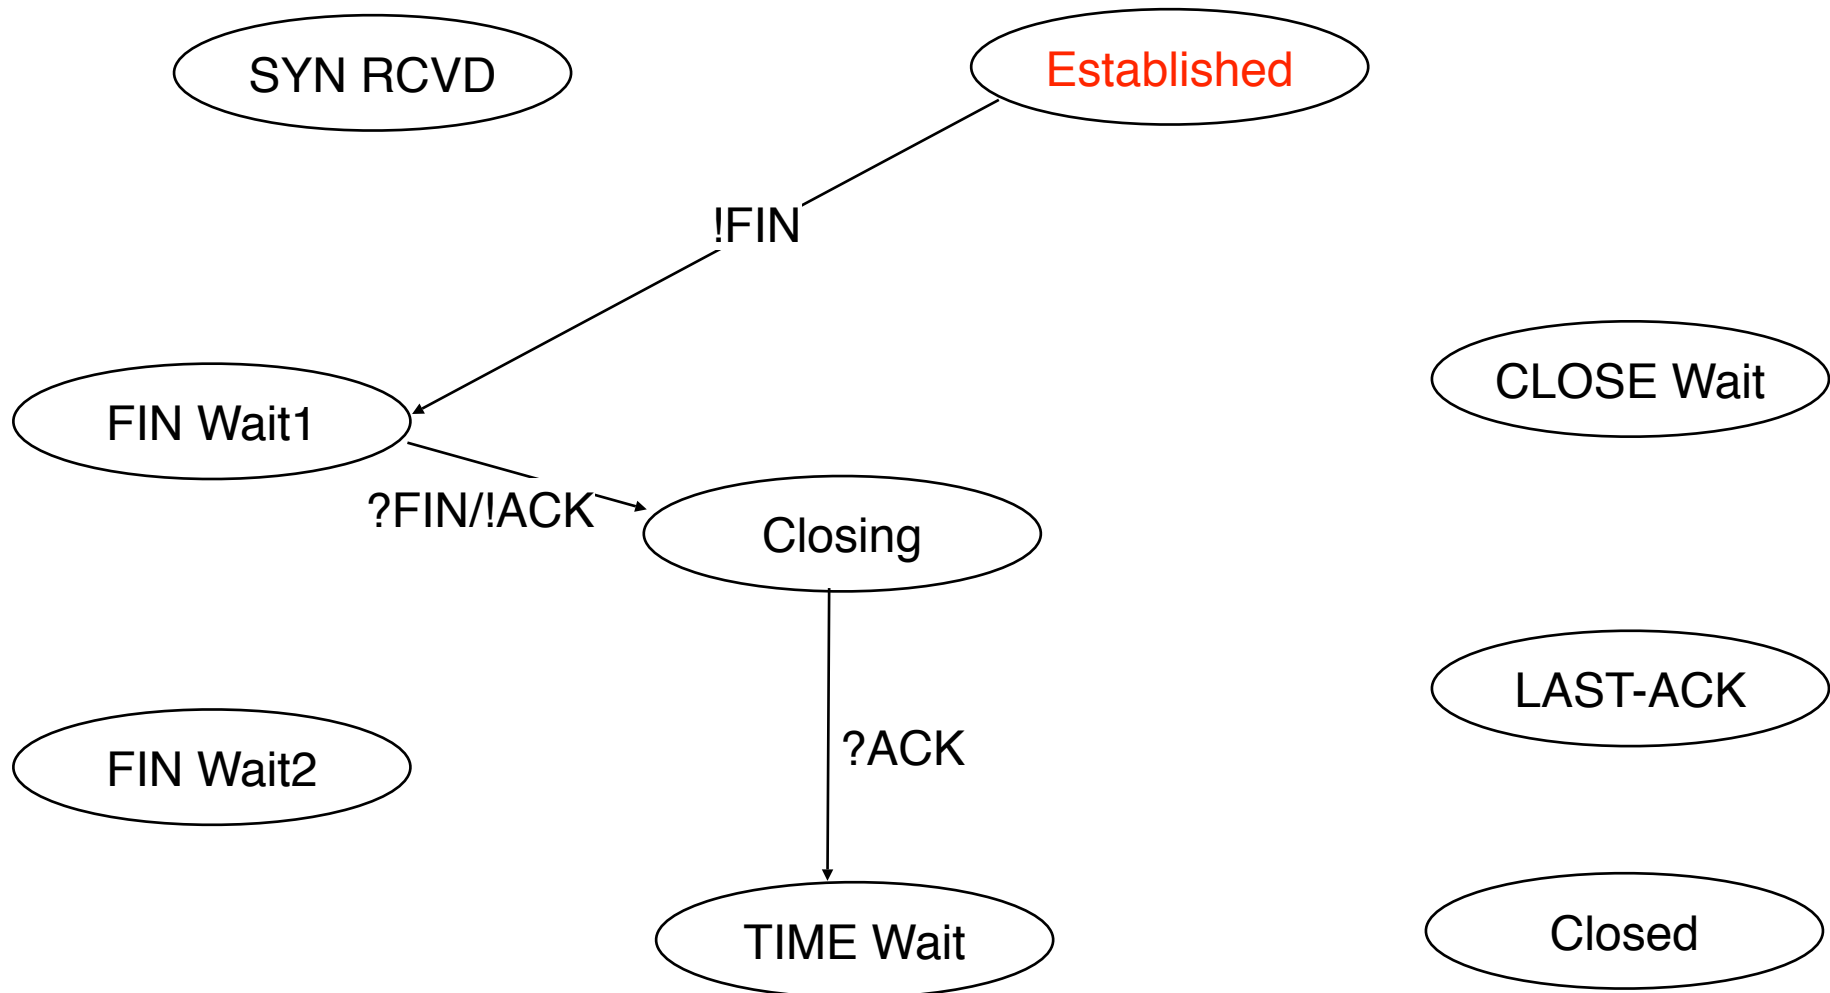 SYN RCVD
Established
!FIN
CLOSE Wait
FIN Wait1
?FIN/!ACK
Closing
LAST-ACK
?ACK
FIN Wait2
TIME Wait
Closed